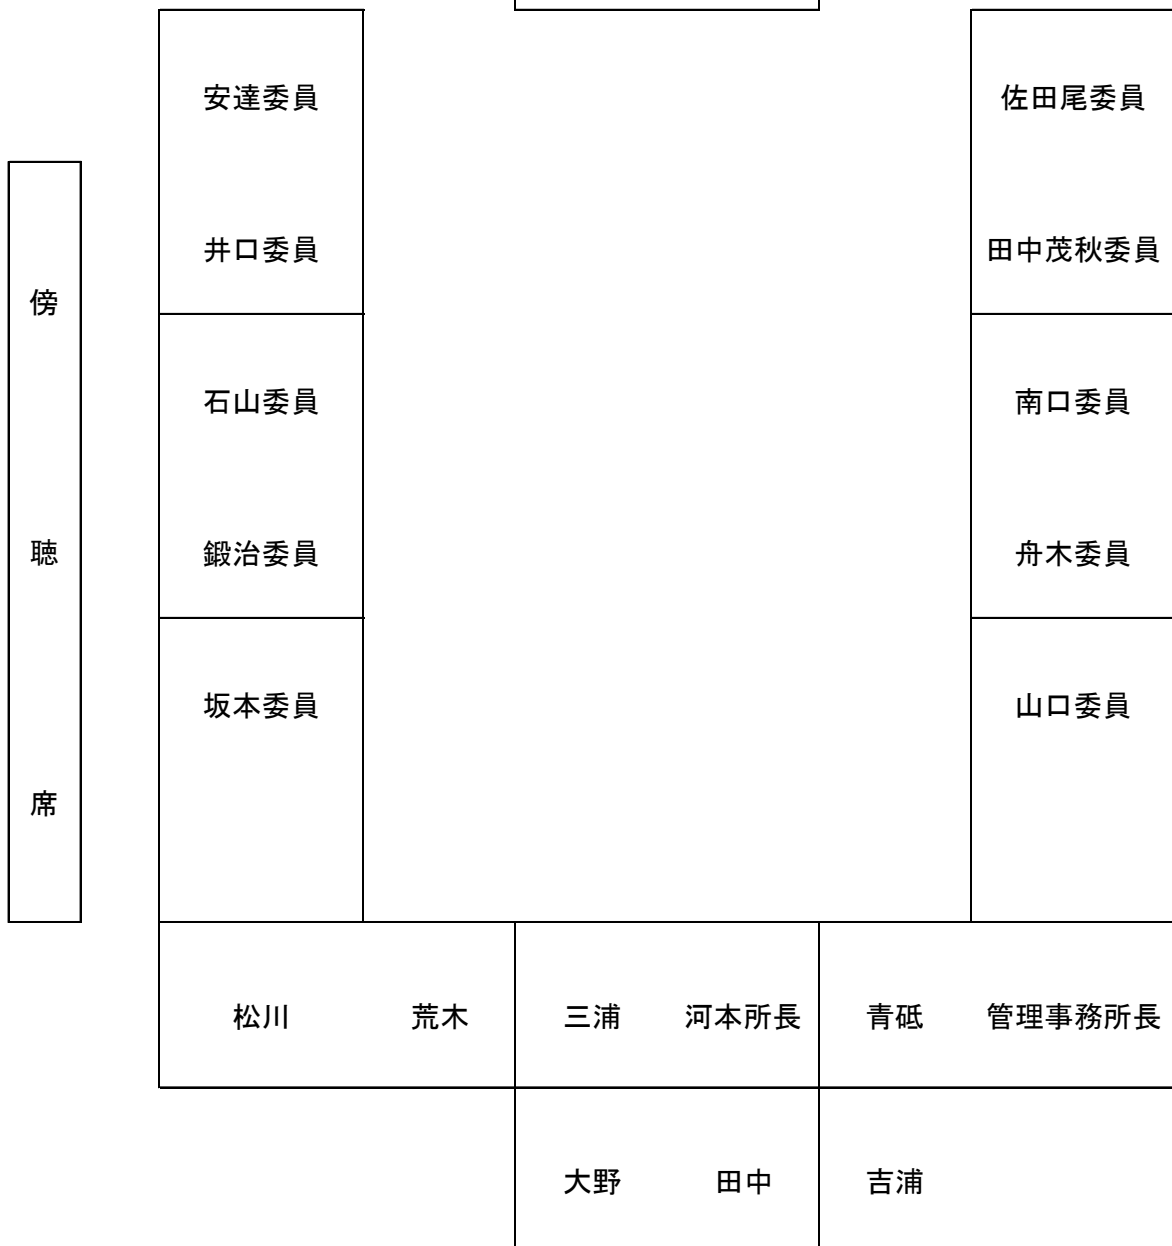 安達委員
佐田尾委員
井口委員
田中茂秋委員
傍聴席
石山委員
南口委員
鍛治委員
舟木委員
坂本委員
山口委員
松川 荒木 三浦 河本所長 青砥 管理事務所長
大野 田中 吉浦